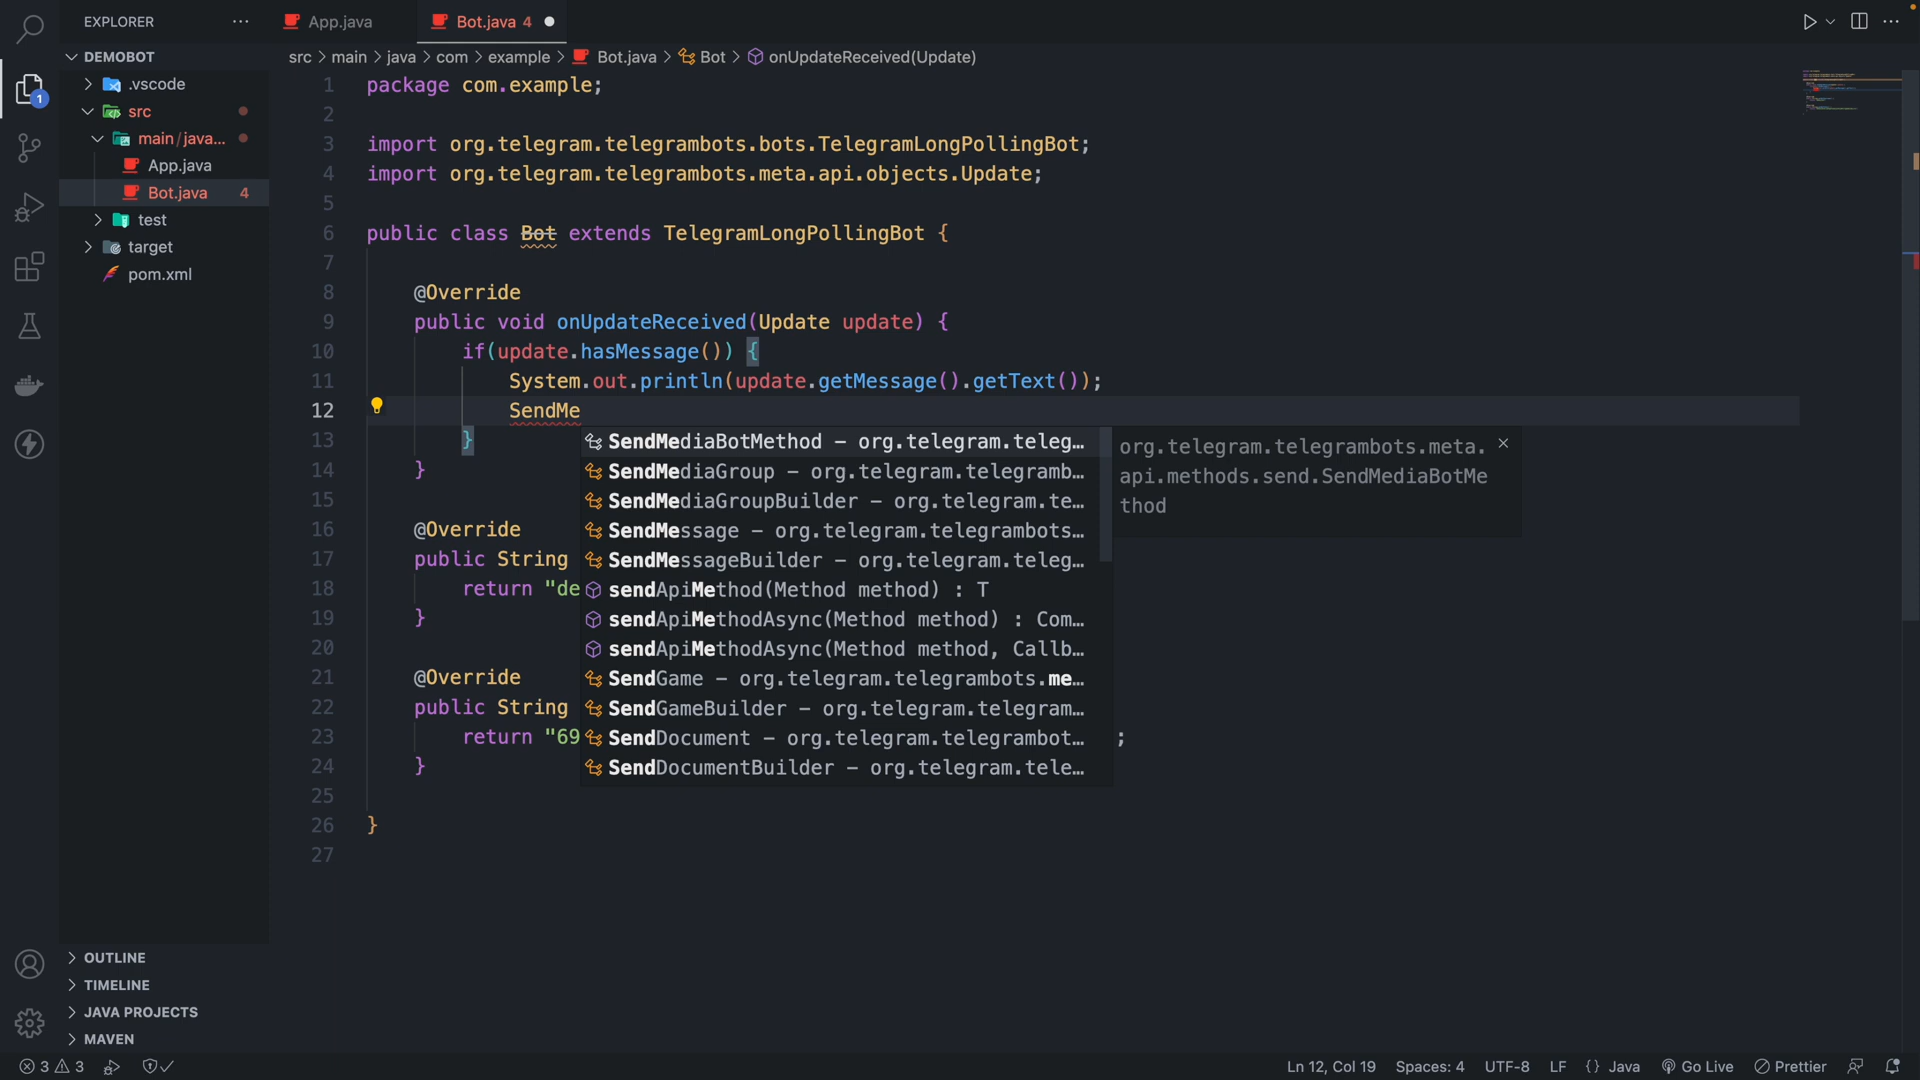 EXPLORER
DEMOBOT
.vscode
src
main/java...
App.java
Bot.java 4
test
target
pom.xml
OUTLINE
TIMELINE
JAVA PROJECTS
MAVEN
1
App.java
Bot.java 4
src > main > java > com > example > Bot.java > Bot > onUpdateReceived(Update)
1 package com.example;
2
3 import org.telegram.telegrambots.bots.TelegramLongPollingBot;
4 import org.telegram.telegrambots.meta.api.objects.Update;
5
6 public class Bot extends TelegramLongPollingBot {
7
8 @Override
9 public void onUpdateReceived(Update update) {
10 if(update.hasMessage()) {
11 System.out.println(update.getMessage().getText());
12 SendMe
13 }
14 }
15
16 @Override
17 public String
18 return "de
19 }
20
21 @Override
22 public String
23 return "69 ;
24 }
25
26 }
27
SendMediaBotMethod – org.telegram.teleg…
SendMediaGroup – org.telegram.telegramb…
SendMediaGroupBuilder – org.telegram.te…
SendMessage – org.telegram.telegrambots…
SendMessageBuilder – org.telegram.teleg…
sendApiMethod(Method method) : T
sendApiMethodAsync(Method method) : Com…
sendApiMethodAsync(Method method, Callb…
SendGame – org.telegram.telegrambots.me…
SendGameBuilder – org.telegram.telegram…
SendDocument – org.telegram.telegrambot…
SendDocumentBuilder – org.telegram.tele…
org.telegram.telegrambots.meta.
api.methods.send.SendMediaBotMe
thod
3 3
Ln 12, Col 19
Spaces: 4
UTF-8
LF
{ } Java
Go Live
Prettier